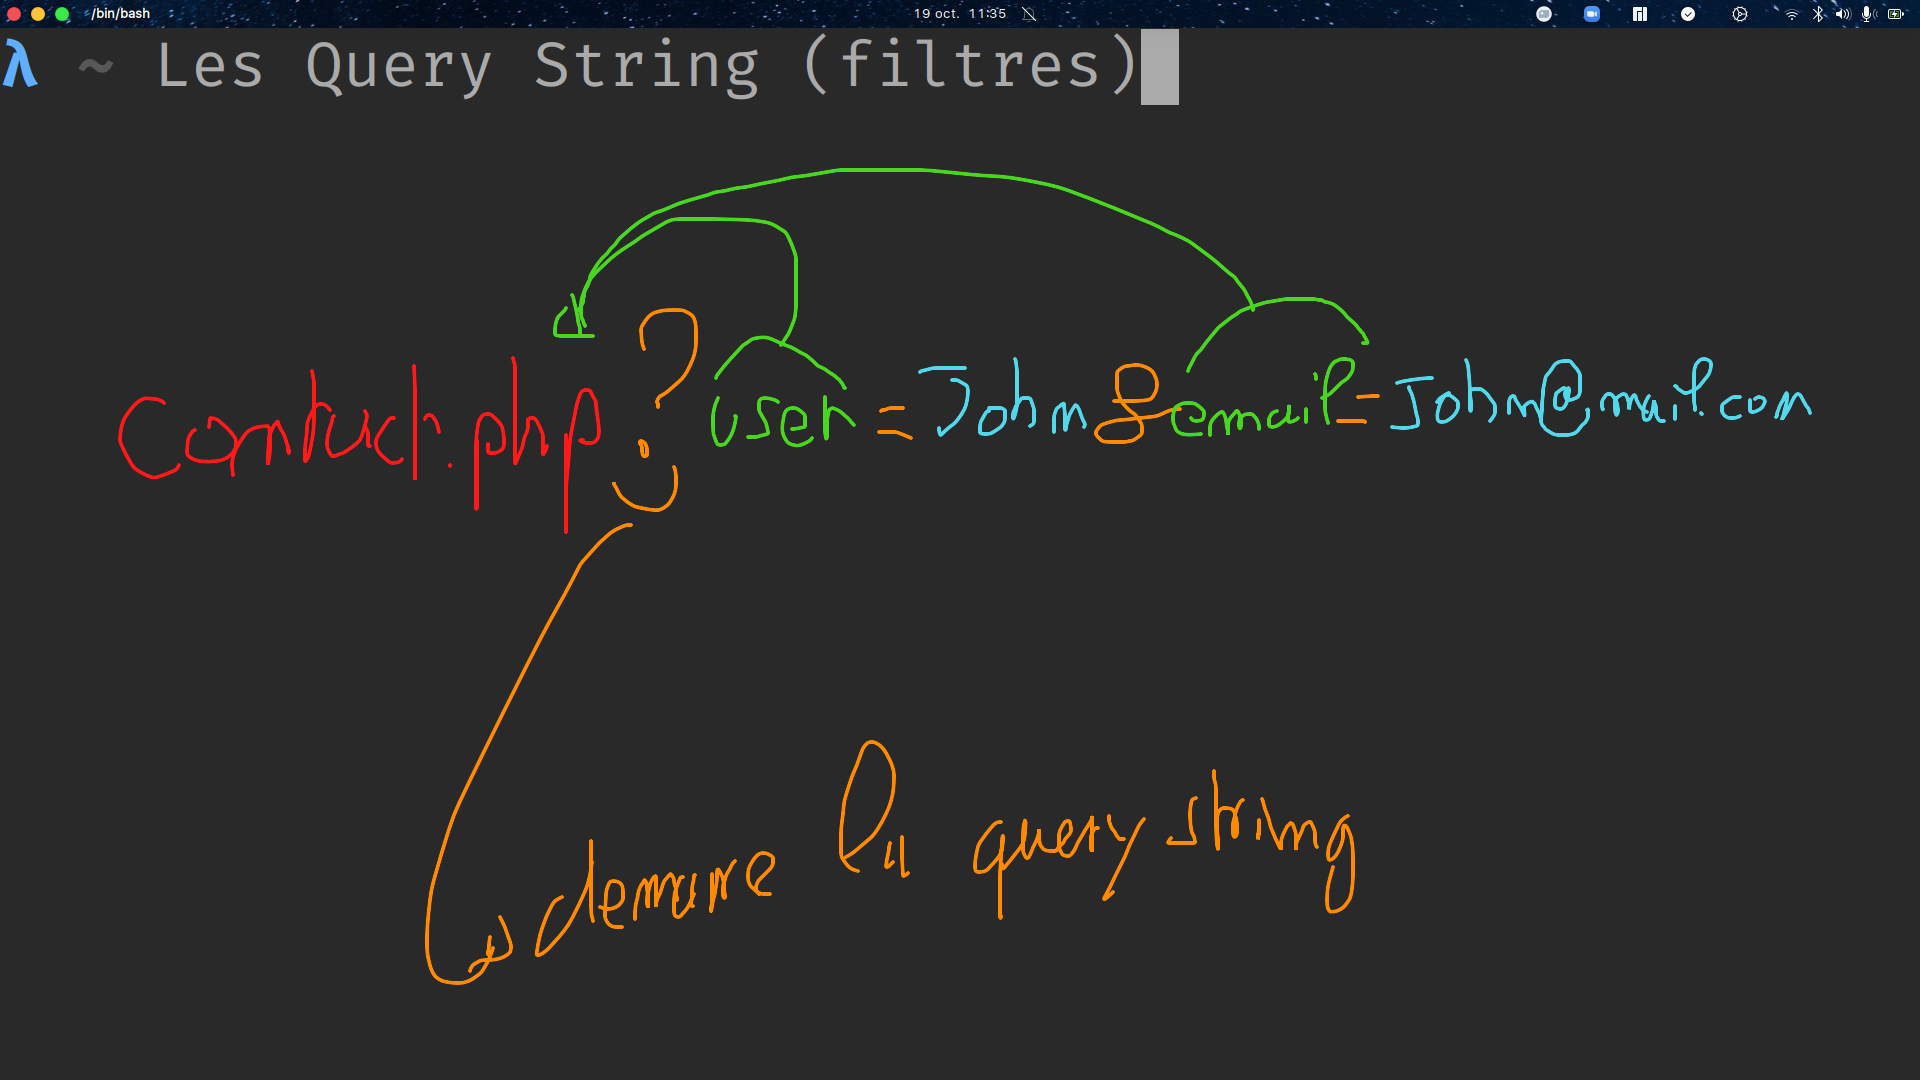 /bin/bash
19 oct. 11:35
λ ~ Les Query String (filtres)
Contact.php?user=John&email=John@mail.com
demare la query string